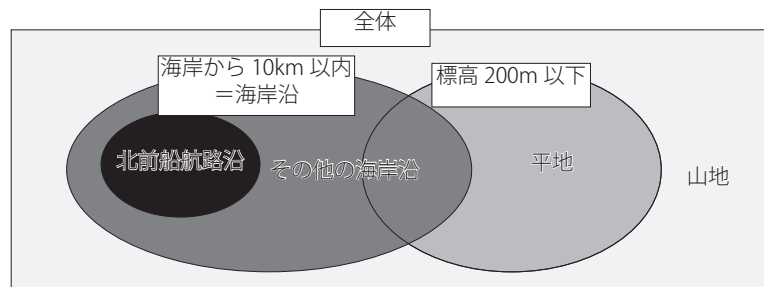 全体
海岸から 10km 以内
＝海岸沿
標高 200m 以下
北前船航路沿
その他の海岸沿
平地
山地